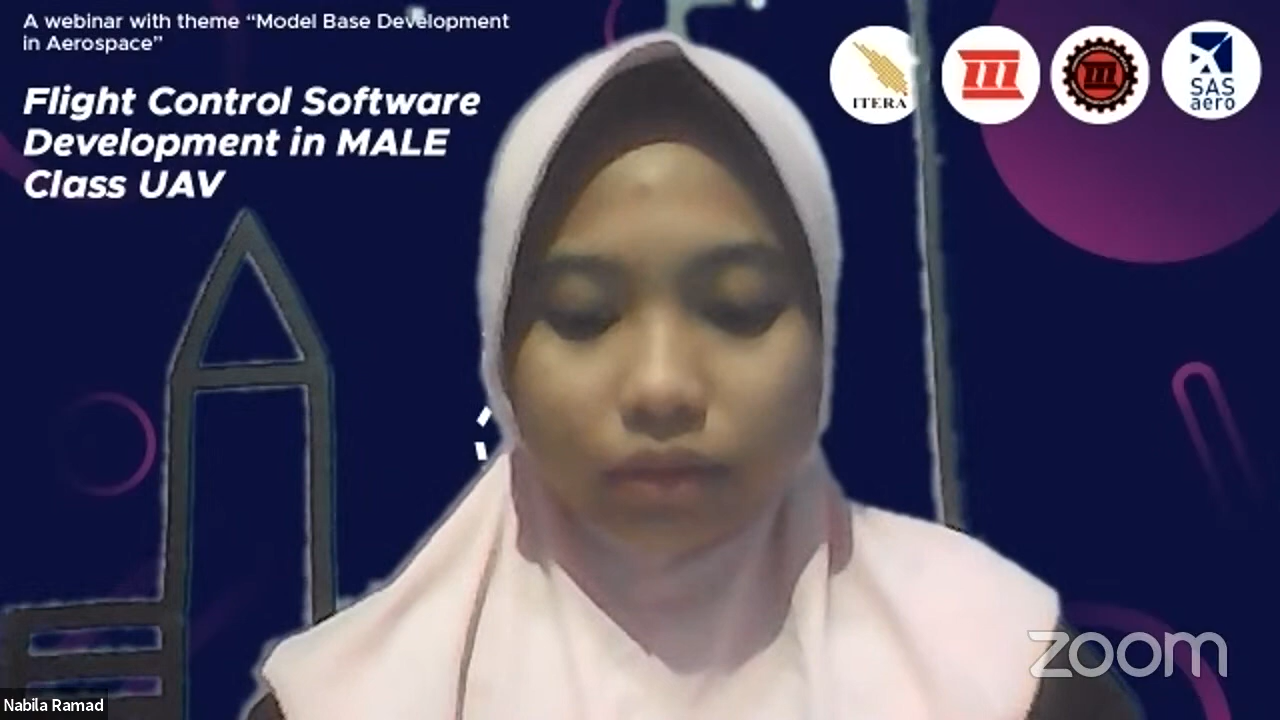 A webinar with theme “Model Base Development
in Aerospace”
Flight Control Software
Development in MALE
Class UAV
ITERA
SAS
aero
zoom
Nabila Ramad